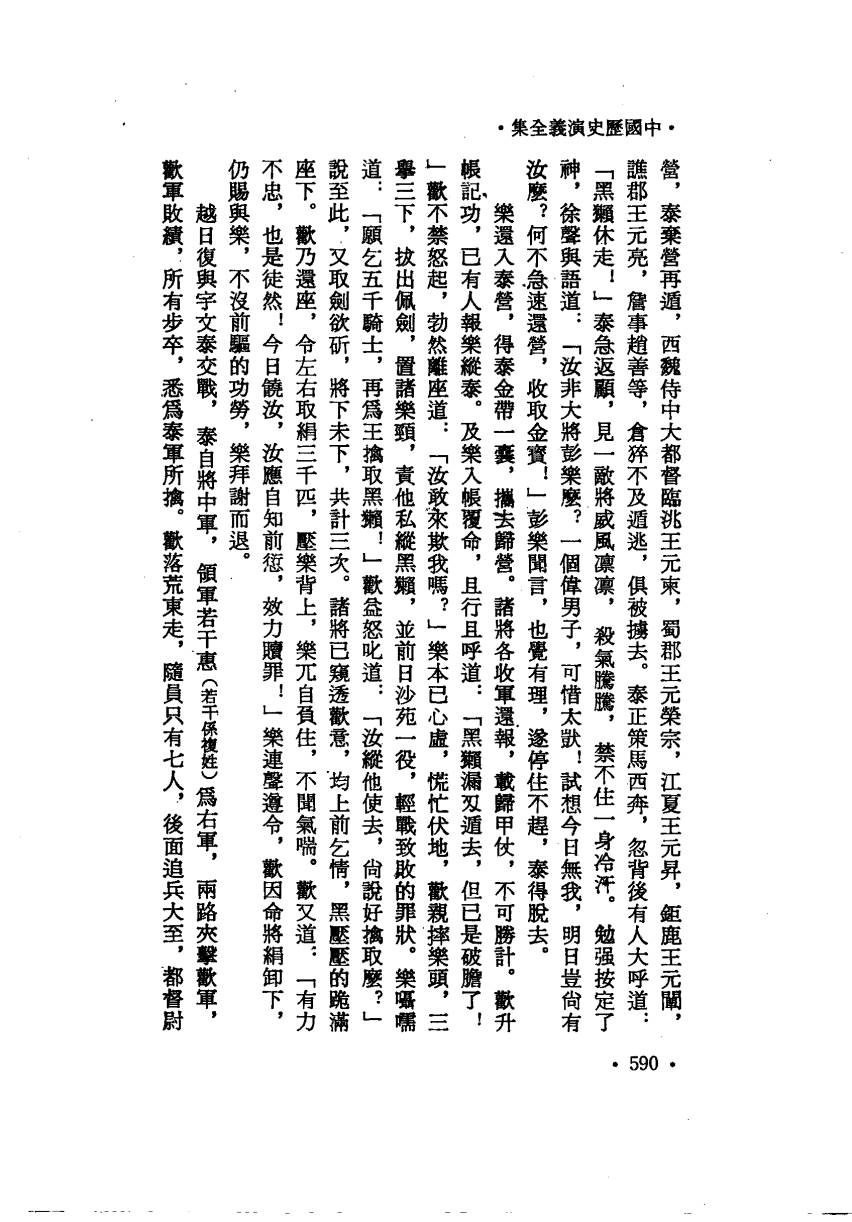 ·中國歷史演義全集·
營，泰棄營再遁，西魏侍中大都督臨洮王元柬，蜀郡王元榮宗，江夏王元昇，鉅鹿王元闡，
譙郡王元亮，詹事趙善等，倉猝不及遁逃，俱被擄去。泰正策馬西奔，忽背後有人大呼道：
「黑獺休走！」泰急返顧，見一敵將威風凛凛，殺氣騰騰，禁不住一身冷汗。勉强按定了
神，徐聲與語道：「汝非大將彭樂麼？一個偉男子，可惜太獃！試想今日無我，明日豈尙有
汝麼？何不急速還營，收取金寶！」彭樂聞言，也覺有理，遂停住不趕，泰得脫去。
樂還入泰營，得泰金帶一囊，攜去歸營。諸將各收軍還報，載歸甲仗，不可勝計。歡升
帳記功，已有人報樂縱泰。及樂入帳覆命，且行且呼道：「黑獺漏刄遁去，但已是破膽了！
」歡不禁怒起，勃然離座道：「汝敢來欺我嗎？」樂本已心虛，慌忙伏地，歡親摔樂頭，三
舉三下，拔出佩劍，置諸樂頸，責他私縱黑獺，並前日沙苑一役，輕戰致敗的罪狀。樂囁嚅
道：「願乞五千騎士，再爲王擒取黑獺！」歡益怒叱道：「汝縱他使去，尙說好擒取麼？」
說至此，又取劍欲斫，將下未下，共計三次。諸將已窺透歡意，均上前乞情，黑壓壓的跪滿
座下。歡乃還座，令左右取絹三千匹，壓樂背上，樂兀自負住，不聞氣喘。歡又道：「有力
不忠，也是徒然！今日饒汝，汝應自知前愆，效力贖罪！」樂連聲遵令，歡因命將絹卸下，
仍賜與樂，不沒前驅的功勞，樂拜謝而退。
越日復與宇文泰交戰，泰自將中軍，領軍若干惠（若干係複姓）爲右軍，兩路夾擊歡軍，
歡軍敗績，所有步卒，悉爲泰軍所擒。歡落荒東走，隨員只有七人，後面追兵大至，都督尉
·590·